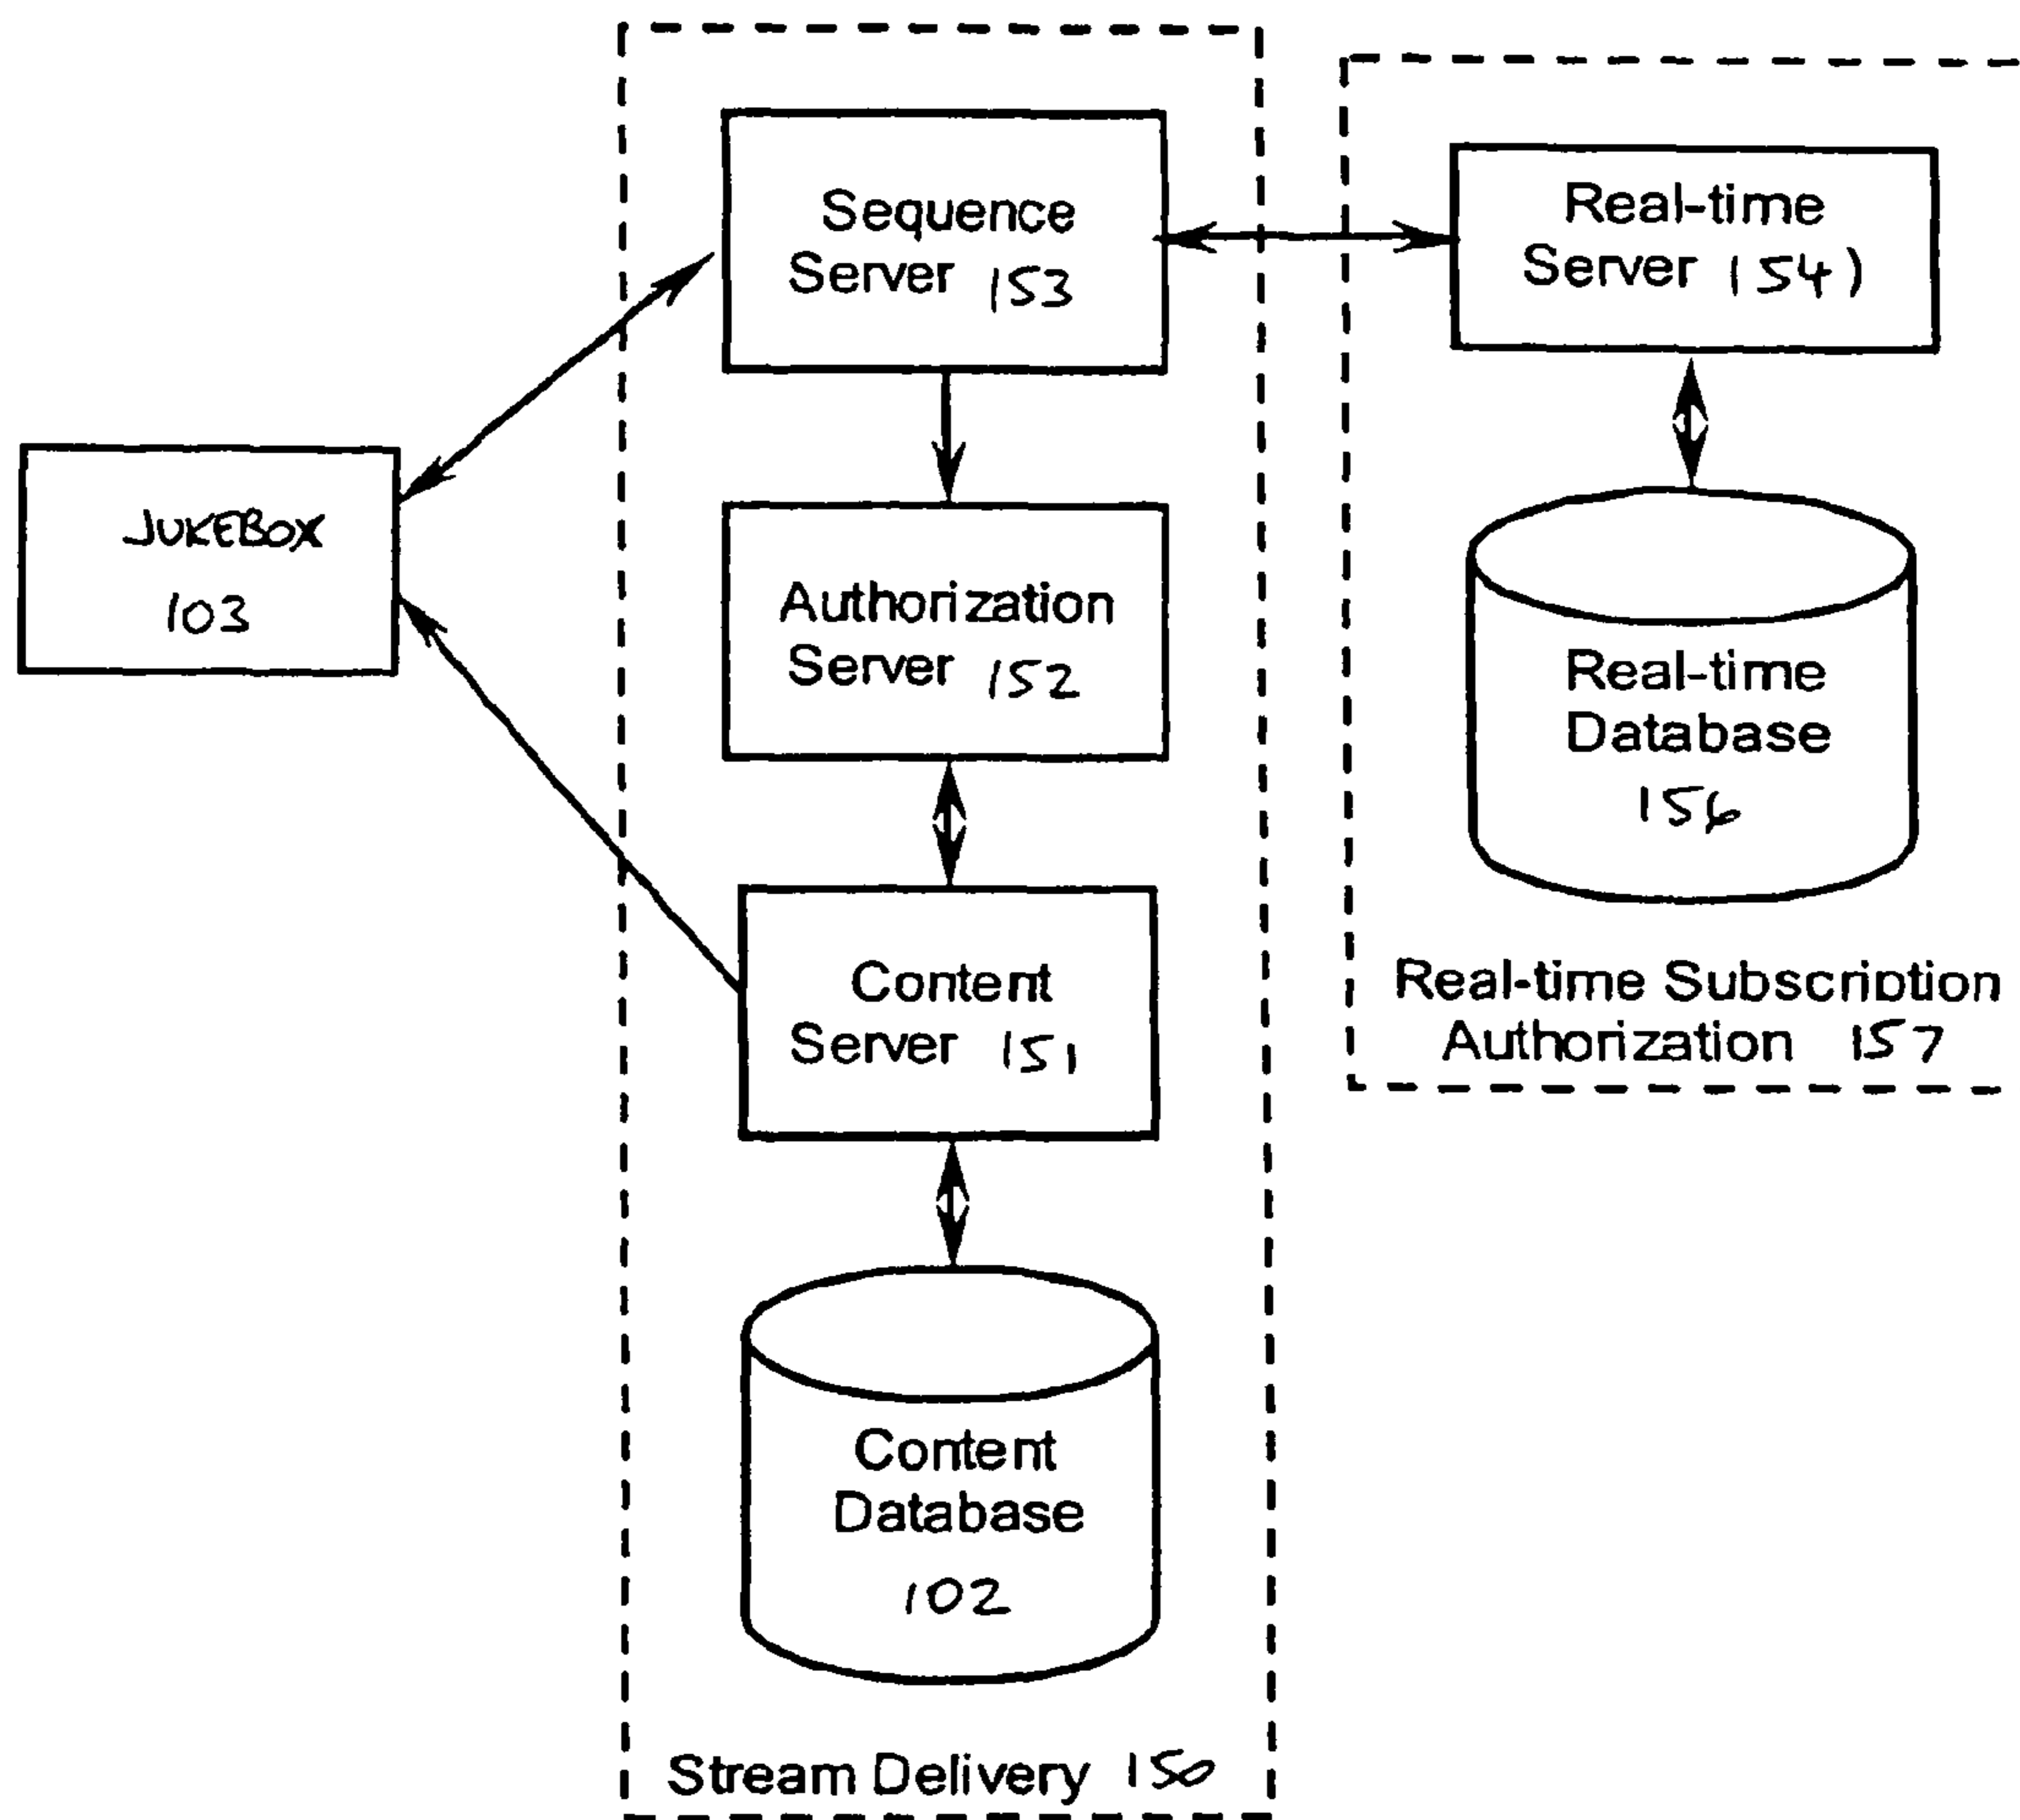 Sequence
Server 153
Real-time
Server 154)
JUKEBOX
103
Authorization
Server 152
Real-time
Database
156
Content
Server 151
Real-time Subscription
Authorization 157
Content
Database
102
Stream Delivery 150